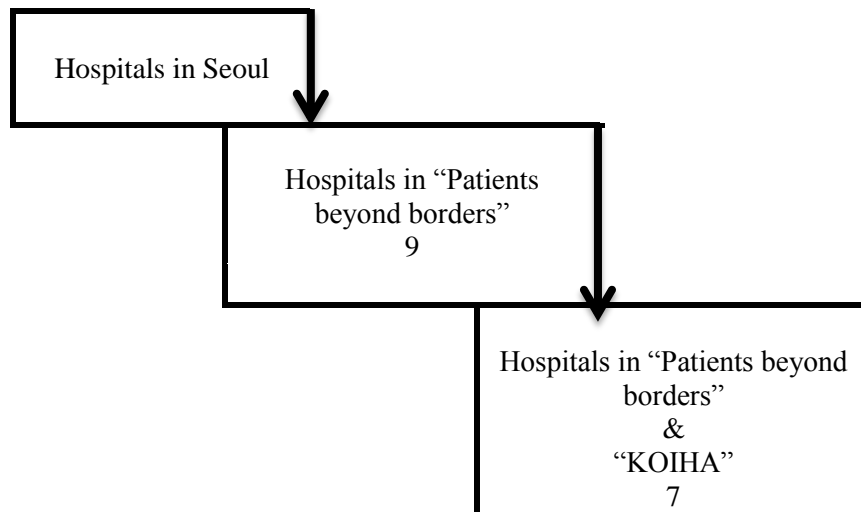 Hospitals in Seoul
Hospitals in “Patients
beyond borders”
9
Hospitals in “Patients beyond
borders”
&
“KOIHA”
7